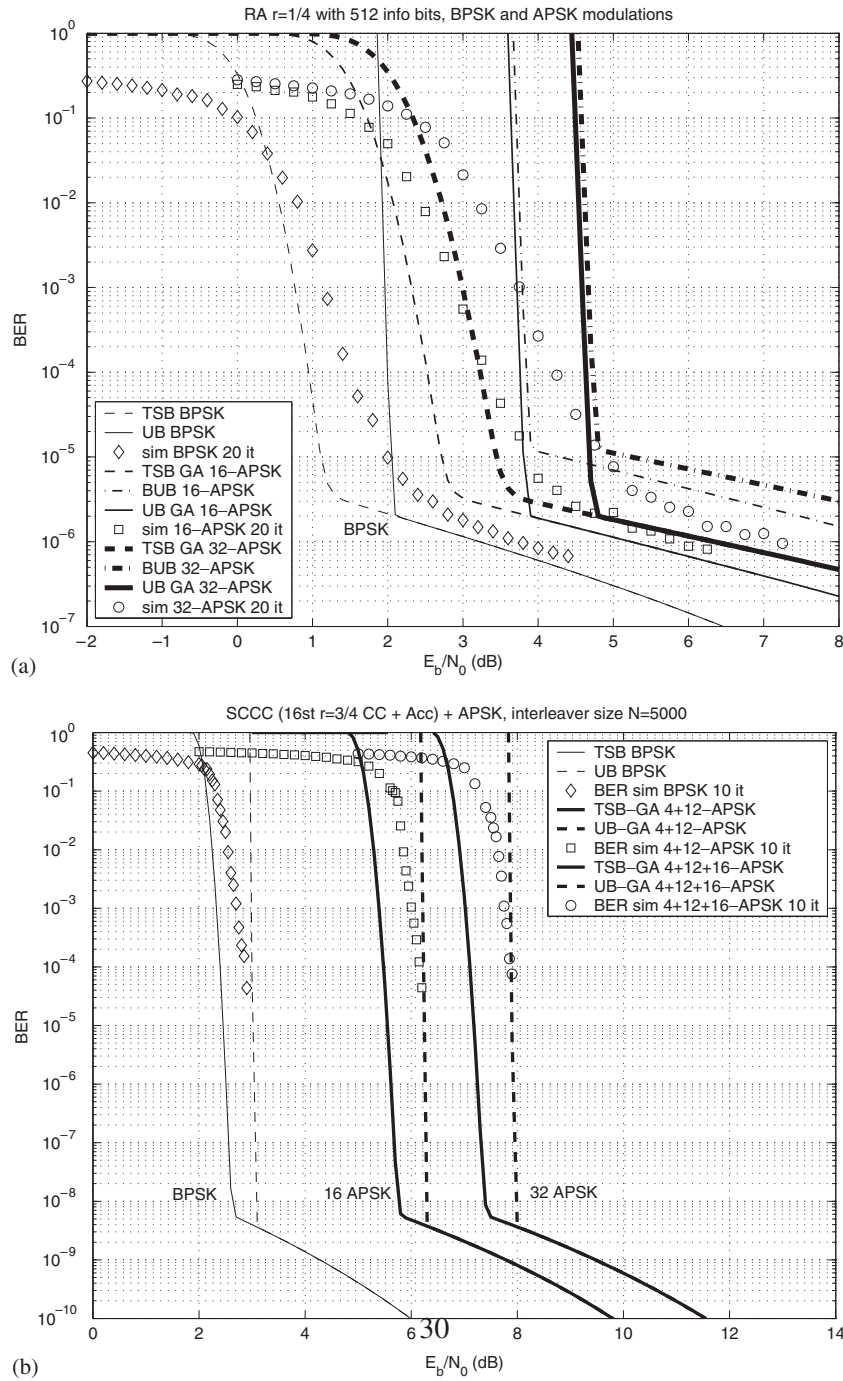 RA r=1/4 with 512 info bits, BPSK and APSK modulations
10^0
10^-1
10^-2
10^-3
10^-4
10^-5
10^-6
10^-7
BER
TSB BPSK
UB BPSK
sim BPSK 20 it
TSB GA 16-APSK
BUB 16-APSK
UB GA 16-APSK
sim 16-APSK 20 it
TSB GA 32-APSK
BUB 32-APSK
UB GA 32-APSK
sim 32-APSK 20 it
BPSK
−2 −1 0 1 2 3 4 5 6 7 8
E_b/N_0 (dB)
(a)
SCCC (16st r=3/4 CC + Acc) + APSK, interleaver size N=5000
10^0
10^-1
10^-2
10^-3
10^-4
10^-5
10^-6
10^-7
10^-8
10^-9
10^-10
BER
TSB BPSK
UB BPSK
BER sim BPSK 10 it
TSB-GA 4+12-APSK
UB-GA 4+12-APSK
BER sim 4+12-APSK 10 it
TSB-GA 4+12+16-APSK
UB-GA 4+12+16-APSK
BER sim 4+12+16-APSK 10 it
BPSK 16 APSK 32 APSK
0 2 4 6 8 10 12 14
30
E_b/N_0 (dB)
(b)